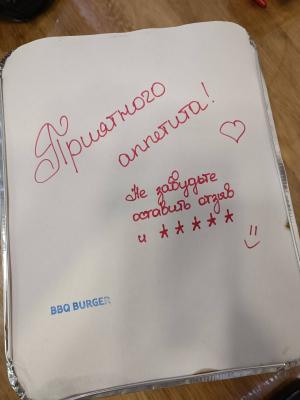 Приятного
аппетита!
Не забудьте
оставить отзыв
и *****
BBQ BURGER